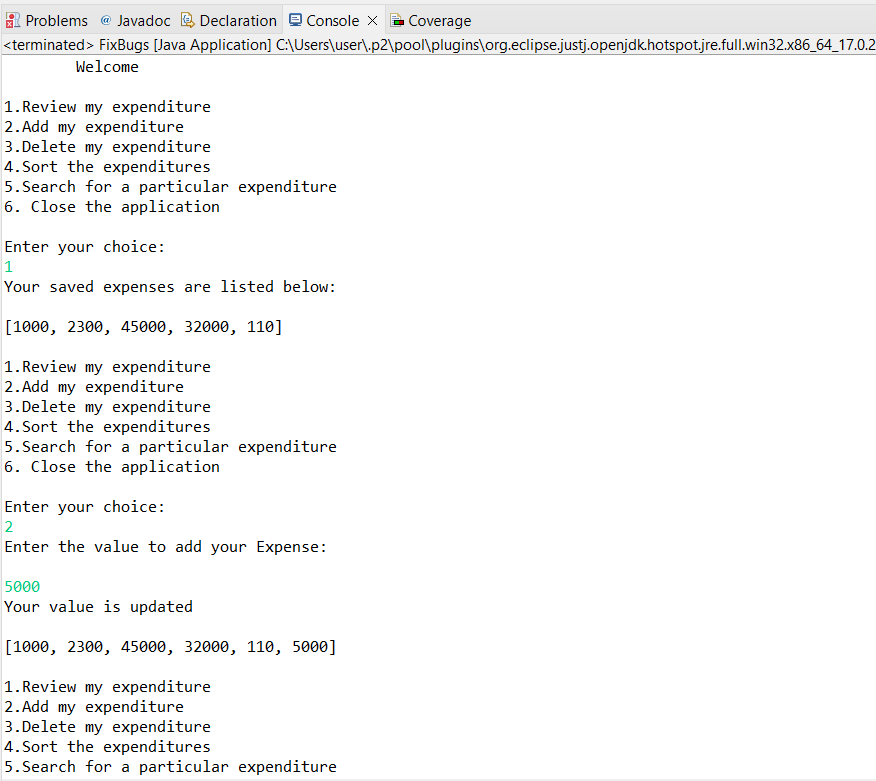 Problems @ Javadoc Declaration Console × Coverage
<terminated> FixBugs [Java Application] C:\Users\user\.p2\pool\plugins\org.eclipse.justj.openjdk.hotspot.jre.full.win32.x86_64_17.0.2
Welcome
1.Review my expenditure
2.Add my expenditure
3.Delete my expenditure
4.Sort the expenditures
5.Search for a particular expenditure
6. Close the application
Enter your choice:
1
Your saved expenses are listed below:
[1000, 2300, 45000, 32000, 110]
1.Review my expenditure
2.Add my expenditure
3.Delete my expenditure
4.Sort the expenditures
5.Search for a particular expenditure
6. Close the application
Enter your choice:
2
Enter the value to add your Expense:
5000
Your value is updated
[1000, 2300, 45000, 32000, 110, 5000]
1.Review my expenditure
2.Add my expenditure
3.Delete my expenditure
4.Sort the expenditures
5.Search for a particular expenditure